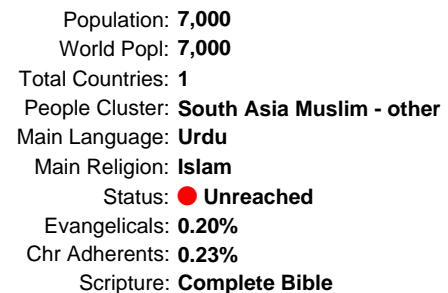 Population: 7,000
World Popl: 7,000
Total Countries: 1
People Cluster: South Asia Muslim - other
Main Language: Urdu
Main Religion: Islam
Status: Unreached
Evangelicals: 0.20%
Chr Adherents: 0.23%
Scripture: Complete Bible